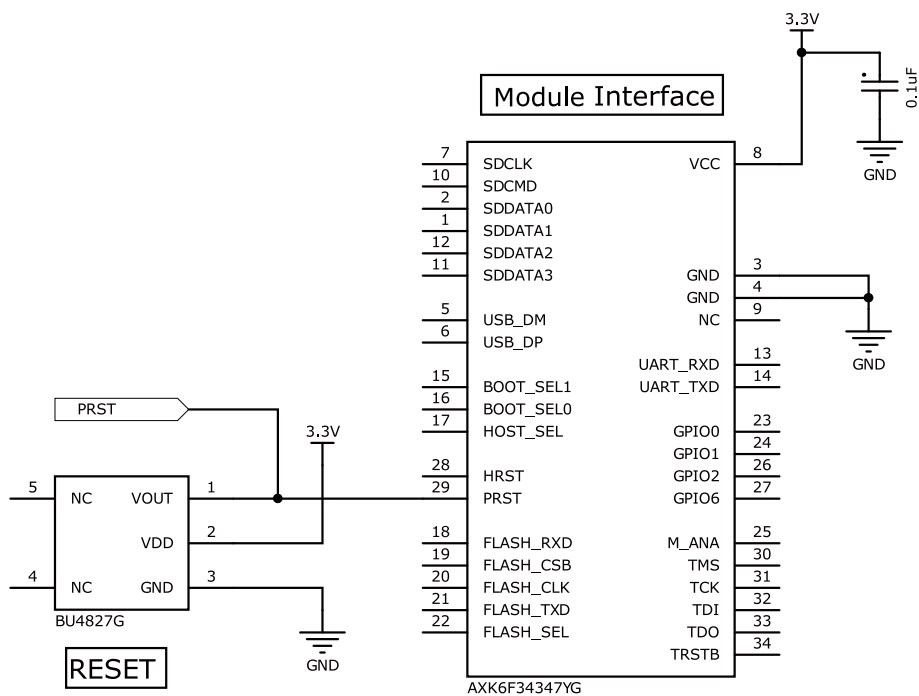 3.3V
0.1uF
GND
Module Interface
7 SDCLK VCC 8
10 SDCMD
2 SDDATA0
1 SDDATA1
12 SDDATA2
11 SDDATA3 GND 3
GND 4
5 USB_DM NC 9
6 USB_DP
UART_RXD 13
15 BOOT_SEL1 UART_TXD 14
16 BOOT_SEL0
17 HOST_SEL GPIO0 23
GPIO1 24
28 HRST GPIO2 26
29 PRST GPIO6 27
18 FLASH_RXD M_ANA 25
19 FLASH_CSB TMS 30
20 FLASH_CLK TCK 31
21 FLASH_TXD TDI 32
22 FLASH_SEL TDO 33
TRSTB 34
AXK6F34347YG
GND
PRST
3.3V
5 NC VOUT 1
VDD 2
4 NC GND 3
BU4827G
GND
RESET